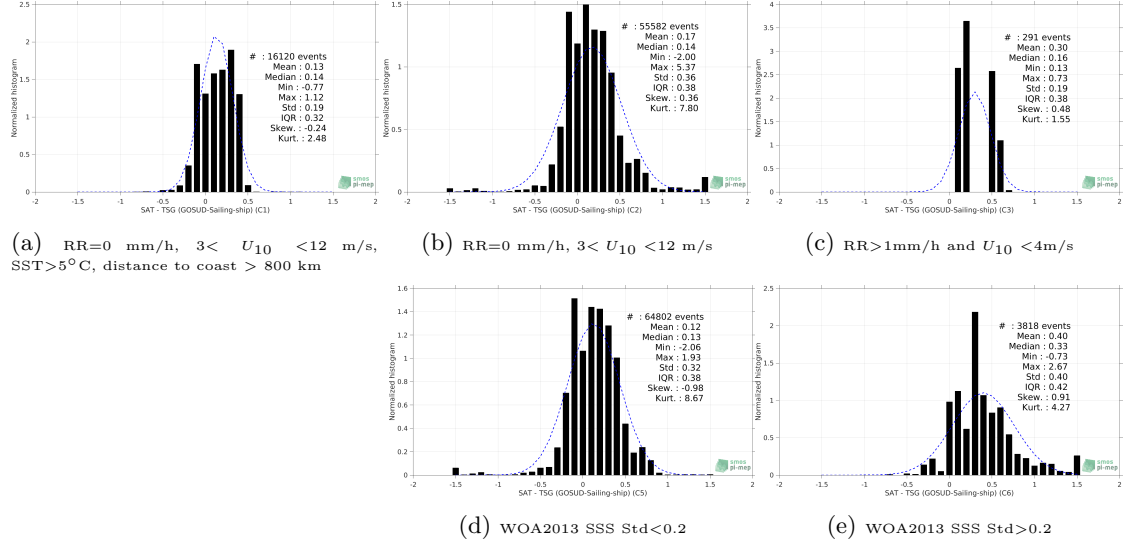 2.5
2
1.5
1
0.5
0
-2 -1.5 -1 -0.5 0 0.5 1 1.5 2
Normalized histogram
SAT - TSG (GOSUD-Sailing-ship) (C1)
# : 16120 events
Mean : 0.13
Median : 0.14
Min : -0.77
Max : 1.12
Std : 0.19
IQR : 0.32
Skew. : -0.24
Kurt. : 2.48
smos
pi-mep
(a) RR=0 mm/h, 3< U10 <12 m/s,
SST>5°C, distance to coast > 800 km
1.5
1
0.5
0
-2 -1.5 -1 -0.5 0 0.5 1 1.5 2
Normalized histogram
SAT - TSG (GOSUD-Sailing-ship) (C2)
# : 55582 events
Mean : 0.17
Median : 0.14
Min : -2.00
Max : 5.37
Std : 0.36
IQR : 0.38
Skew. : 0.36
Kurt. : 7.80
smos
pi-mep
(b) RR=0 mm/h, 3< U10 <12 m/s
4
3.5
3
2.5
2
1.5
1
0.5
0
-2 -1.5 -1 -0.5 0 0.5 1 1.5 2
Normalized histogram
SAT - TSG (GOSUD-Sailing-ship) (C3)
# : 291 events
Mean : 0.30
Median : 0.16
Min : 0.13
Max : 0.73
Std : 0.19
IQR : 0.38
Skew. : 0.48
Kurt. : 1.55
smos
pi-mep
(c) RR>1mm/h and U10 <4m/s
1.6
1.4
1.2
1
0.8
0.6
0.4
0.2
0
-2 -1.5 -1 -0.5 0 0.5 1 1.5 2
Normalized histogram
SAT - TSG (GOSUD-Sailing-ship) (C5)
# : 64802 events
Mean : 0.12
Median : 0.13
Min : -2.06
Max : 1.93
Std : 0.32
IQR : 0.38
Skew. : -0.98
Kurt. : 8.67
smos
pi-mep
(d) WOA2013 SSS Std<0.2
2.5
2
1.5
1
0.5
0
-2 -1.5 -1 -0.5 0 0.5 1 1.5 2
Normalized histogram
SAT - TSG (GOSUD-Sailing-ship) (C6)
# : 3818 events
Mean : 0.40
Median : 0.33
Min : -0.73
Max : 2.67
Std : 0.40
IQR : 0.42
Skew. : 0.91
Kurt. : 4.27
smos
pi-mep
(e) WOA2013 SSS Std>0.2